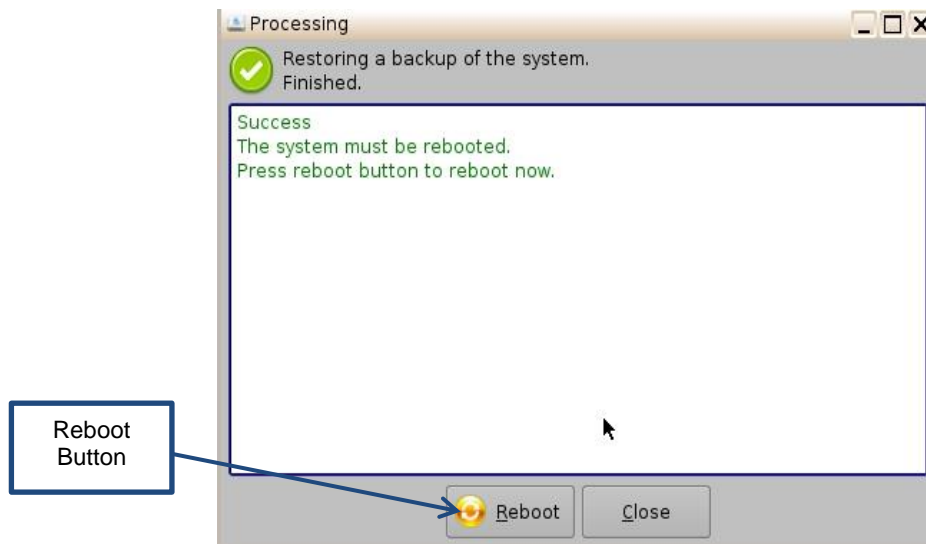 Processing
Restoring a backup of the system.
Finished.
Success
The system must be rebooted.
Press reboot button to reboot now.
Reboot
Button
Reboot
Close